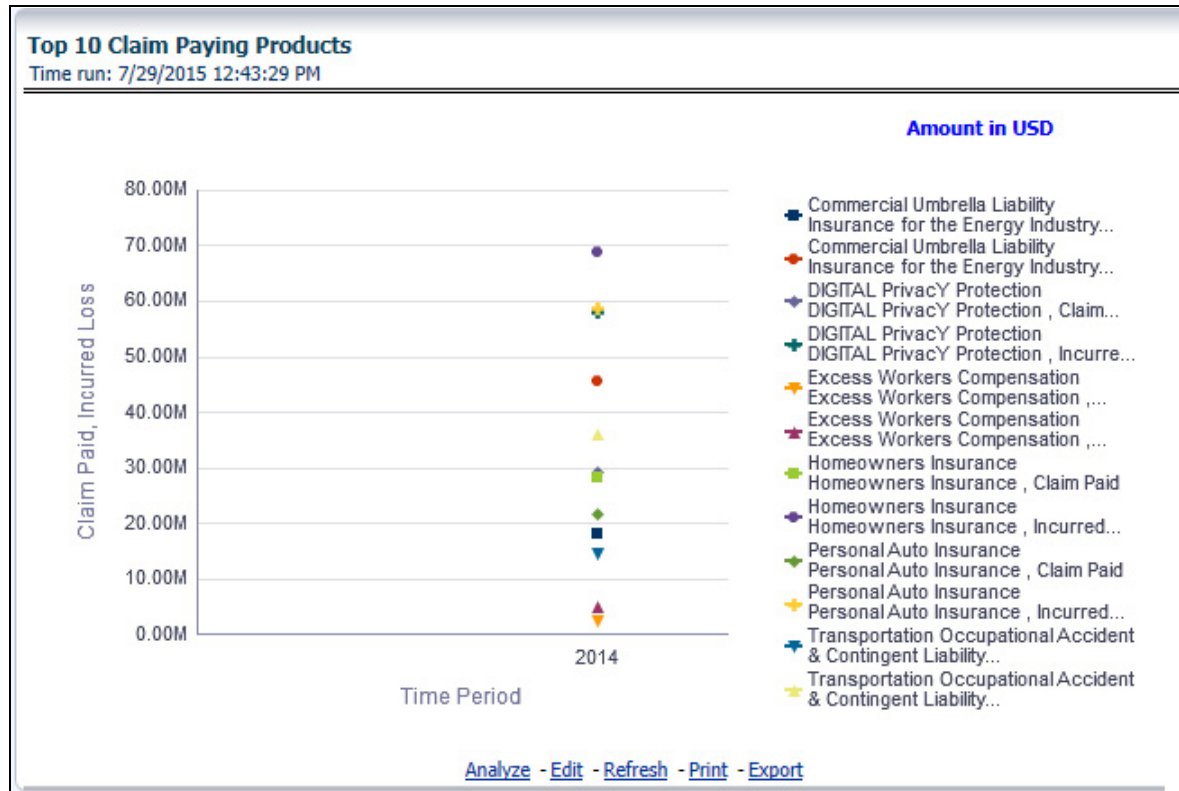 Top 10 Claim Paying Products
Time run: 7/29/2015 12:43:29 PM
Amount in USD
80.00M
70.00M
60.00M
50.00M
40.00M
30.00M
20.00M
10.00M
0.00M
Claim Paid, Incurred Loss
2014
Time Period
Commercial Umbrella Liability
Insurance for the Energy Industry...
Commercial Umbrella Liability
Insurance for the Energy Industry...
DIGITAL PrivacY Protection
DIGITAL PrivacY Protection , Claim...
DIGITAL PrivacY Protection
DIGITAL PrivacY Protection , Incurre...
Excess Workers Compensation
Excess Workers Compensation ,...
Excess Workers Compensation
Excess Workers Compensation ,...
Homeowners Insurance
Homeowners Insurance , Claim Paid
Homeowners Insurance
Homeowners Insurance , Incurred...
Personal Auto Insurance
Personal Auto Insurance , Claim Paid
Personal Auto Insurance
Personal Auto Insurance , Incurred...
Transportation Occupational Accident
& Contingent Liability...
Transportation Occupational Accident
& Contingent Liability...
Analyze - Edit - Refresh - Print - Export